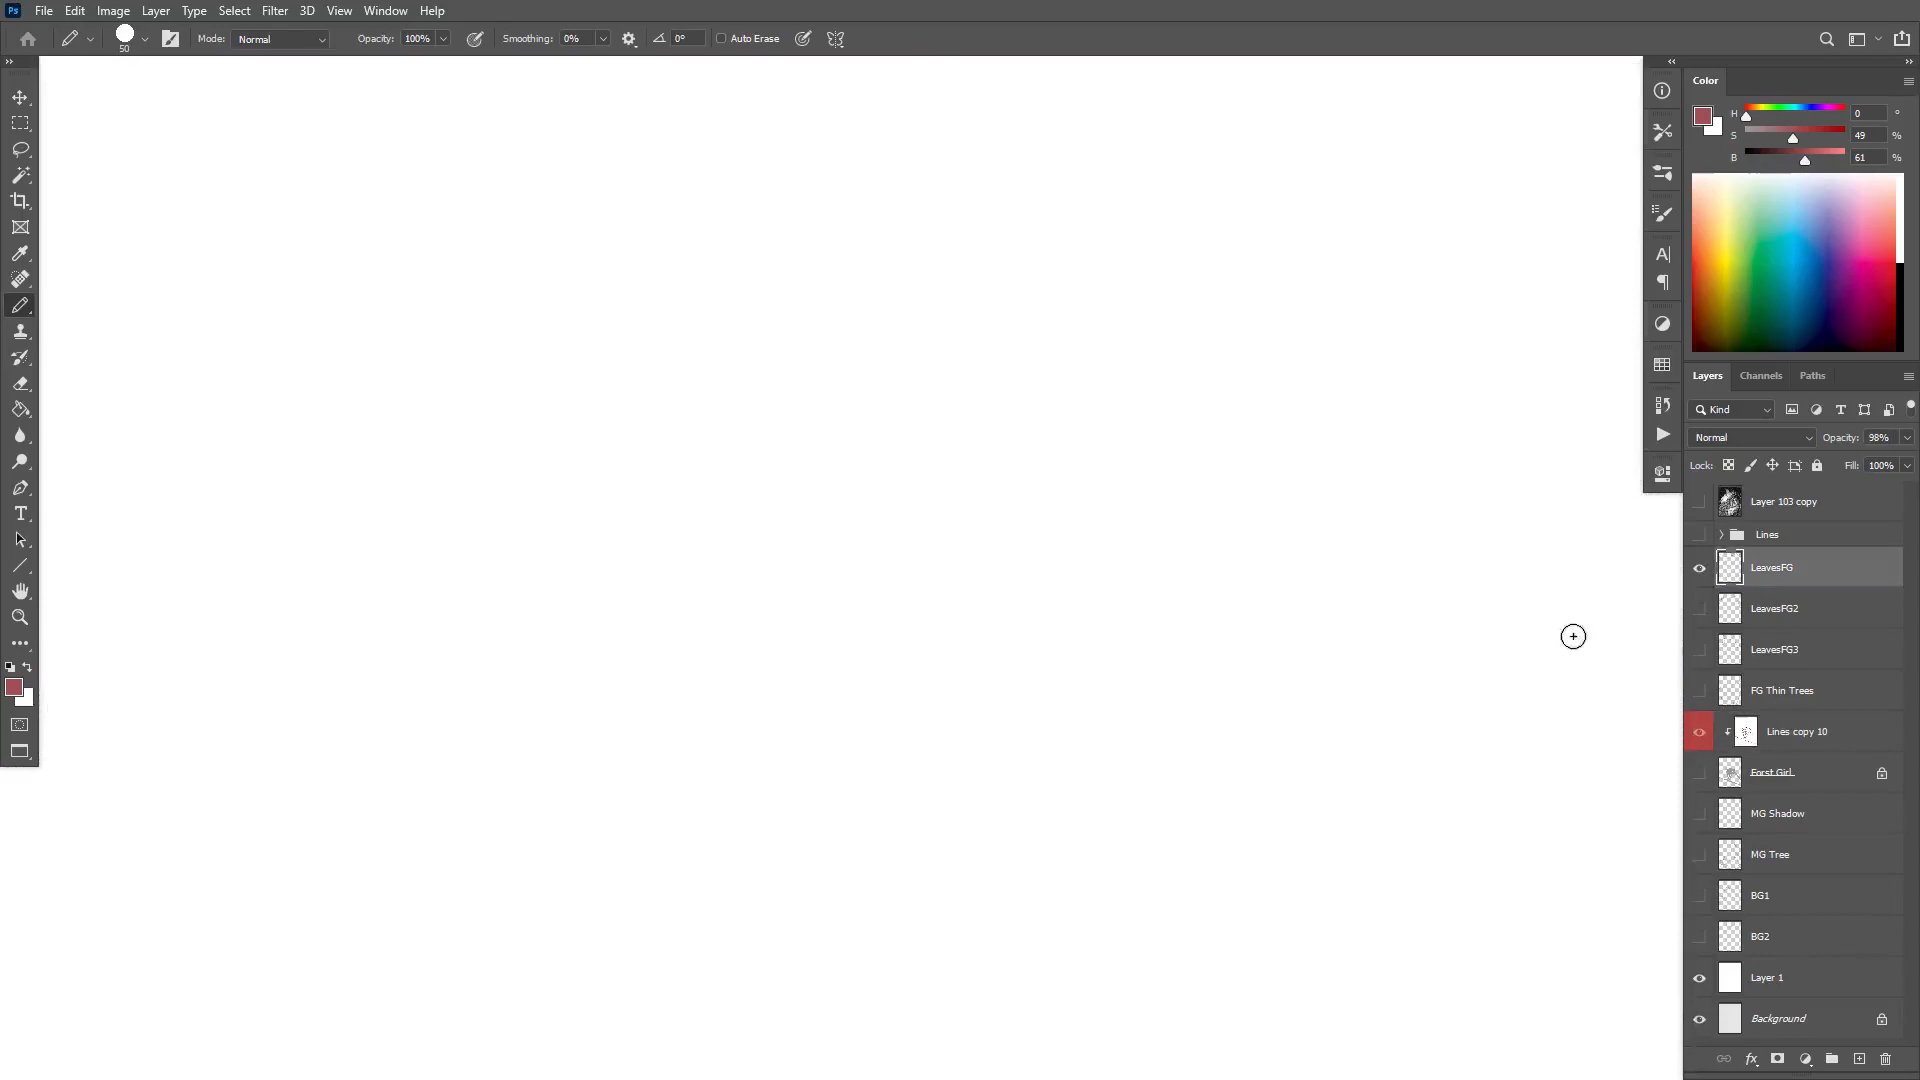 Ps File Edit Image Layer Type Select Filter 3D View Window Help
50 Mode: Normal Opacity: 100% Smoothing: 0% 0° Auto Erase
Color
H 0 °
S 49 %
B 61 %
Layers Channels Paths
Kind
Normal Opacity: 98%
Lock: Fill: 100%
Layer 103 copy
Lines
LeavesFG
LeavesFG2
LeavesFG3
FG Thin Trees
Lines copy 10
Forst Girl
MG Shadow
MG Tree
BG1
BG2
Layer 1
Background
fx